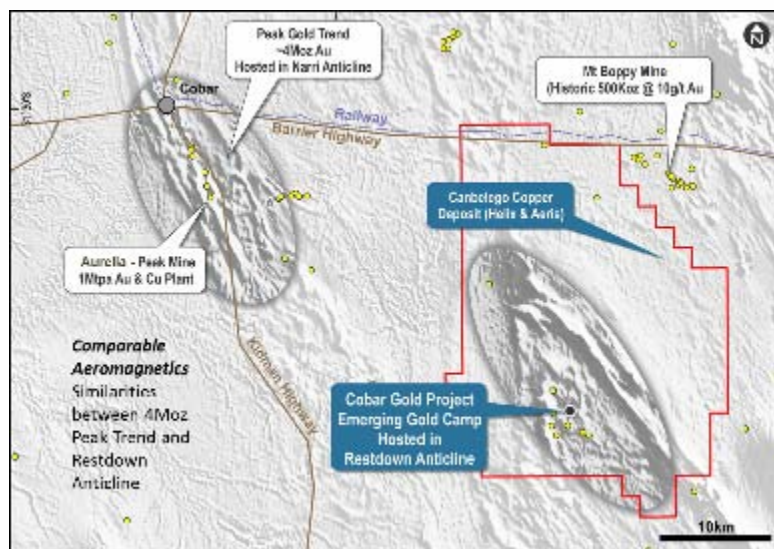 Peak Gold Trend
~4Moz Au
Hosted in Narri Anticline
N
Cobar
Mt Boppy Mine
(Historic 500Koz @ 10g/t Au
Railway
Barrier Highway
Canbelego Copper
Deposit (Helix & Aeris)
Aurelia - Peak Mine
1Mtpa Au & Cu Plant
Kidman Highway
Comparable
Aeromagnetics
Similarities
between 4Moz
Peak Trend and
Restdown
Anticline
Cobar Gold Project
Emerging Gold Camp
Hosted in
Restdown Anticline
10km